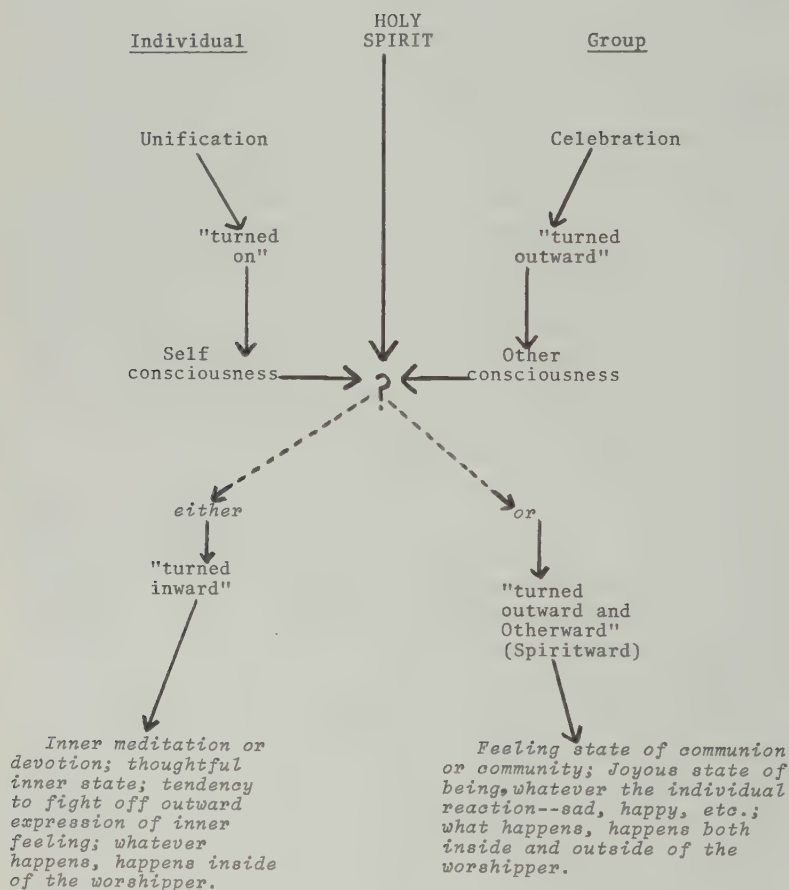 HOLY
SPIRIT
Individual
Group
Unification
Celebration
"turned
on"
"turned
outward"
Self
consciousness
Other
consciousness
?
either
or
"turned
inward"
"turned
outward and
Otherward"
(Spiritward)
Inner meditation or
devotion; thoughtful
inner state; tendency
to fight off outward
expression of inner
feeling; whatever
happens, happens inside
of the worshipper.
Feeling state of communion
or community; Joyous state of
being, whatever the individual
reaction--sad, happy, etc.;
what happens, happens both
inside and outside of the
worshipper.